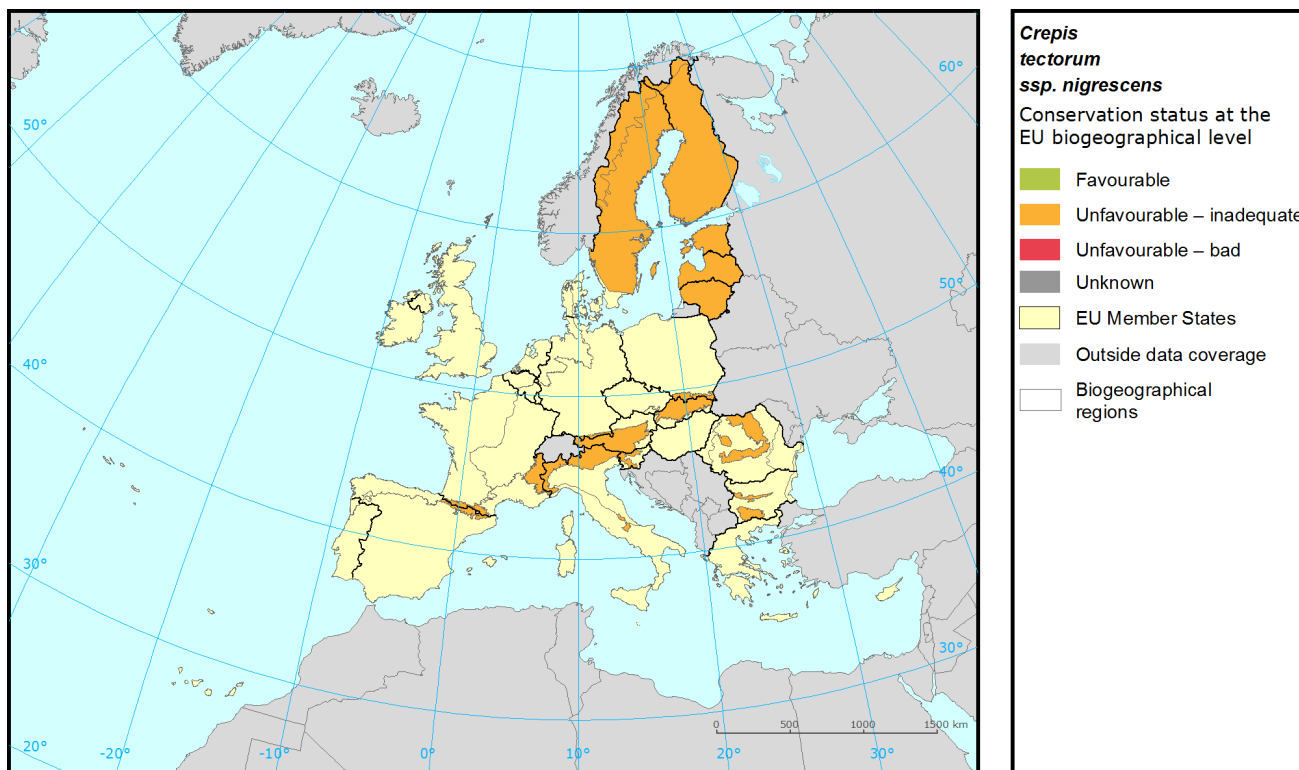 Crepis
tectorum
ssp. nigrescens
Conservation status at the
EU biogeographical level
Favourable
Unfavourable – inadequate
Unfavourable – bad
Unknown
EU Member States
Outside data coverage
Biogeographical
regions
60°
50°
50°
40°
40°
30°
30°
20°
-20°
-10°
0°
10°
20°
30°
0 500 1000 1500 km